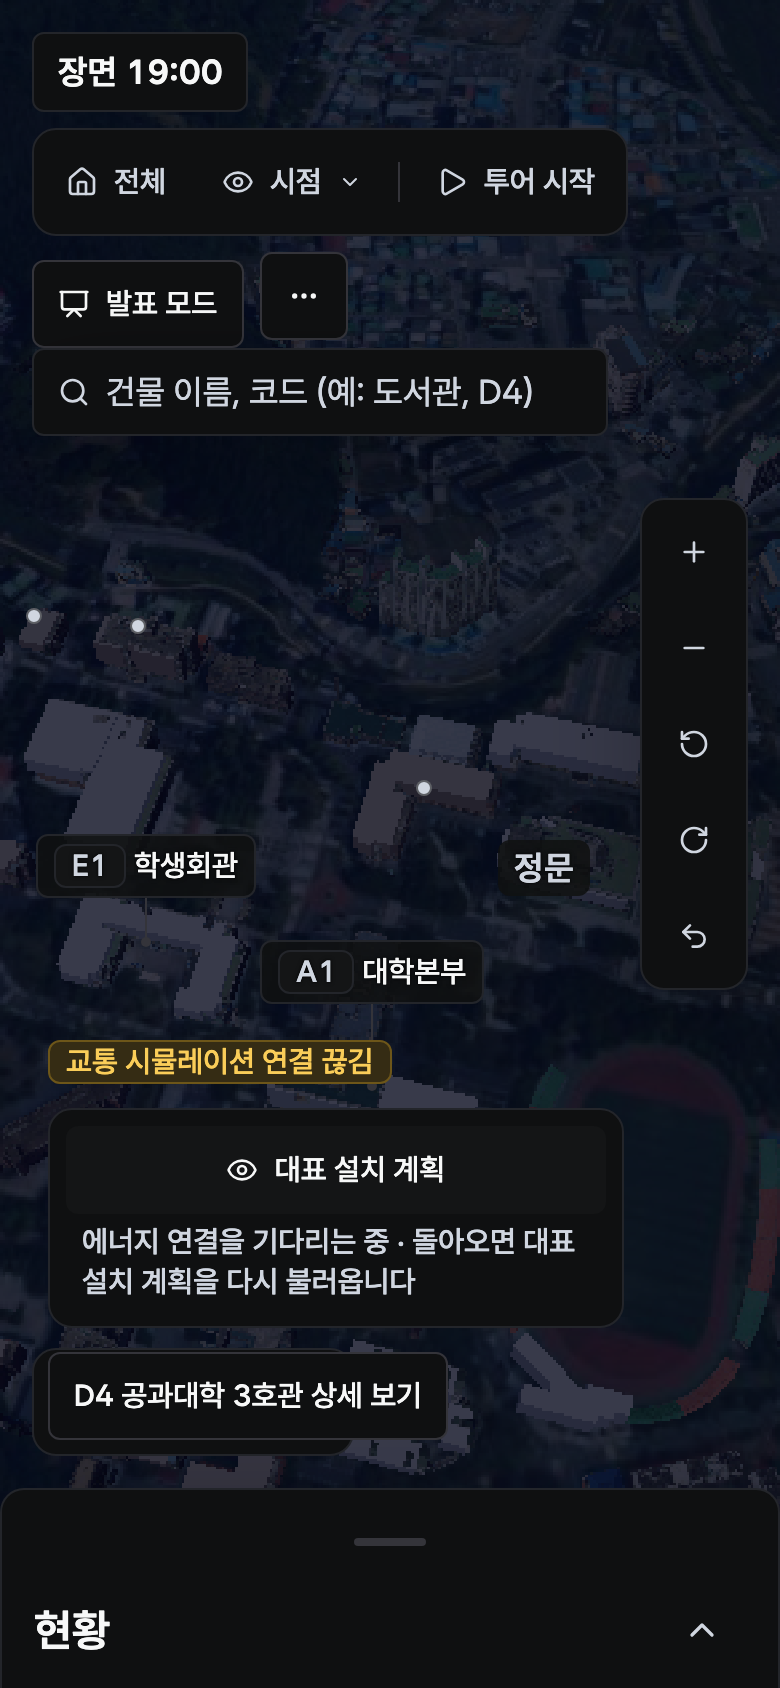 장면 19:00
전체 시점 투어 시작
발표 모드 ...
건물 이름, 코드 (예: 도서관, D4)
E1 학생회관
정문
A1 대학본부
교통 시뮬레이션 연결 끊김
대표 설치 계획
에너지 연결을 기다리는 중 · 돌아오면 대표
설치 계획을 다시 불러옵니다
D4 공과대학 3호관 상세 보기
현황